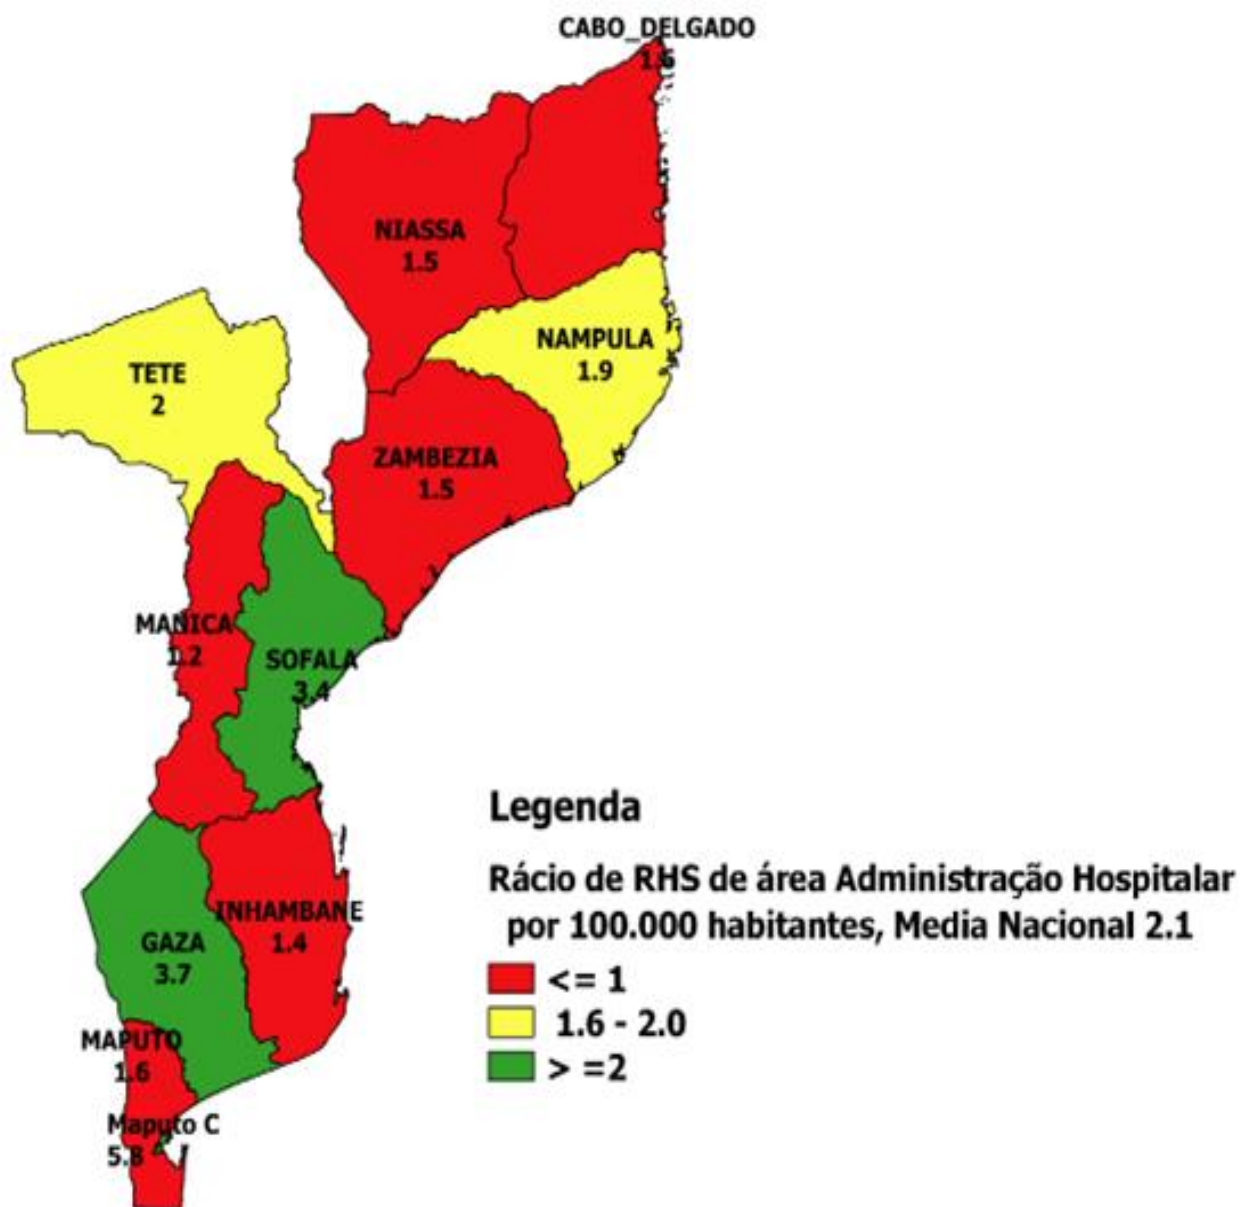 CABO_DELGADO
1.6
NIASSA
1.5
NAMPULA
1.9
TETE
2
ZAMBEZIA
1.5
MANICA
1.2
SOFALA
3.4
INHAMBANE
1.4
GAZA
3.7
MAPUTO
1.6
Maputo C
5.8
Legenda
Rácio de RHS de área Administração Hospitalar
por 100.000 habitantes, Media Nacional 2.1
<= 1
1.6 - 2.0
> =2